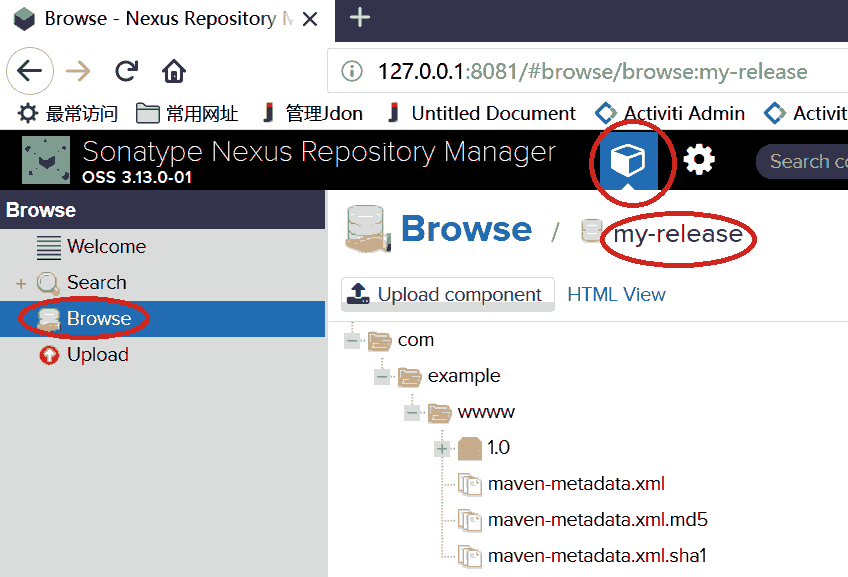 Browse - Nexus Repository M
127.0.0.1:8081/#browse/browse:my-release
最常访问 常用网址 管理Jdon Untitled Document Activiti Admin Activit
Sonatype Nexus Repository Manager
OSS 3.13.0-01
Search co
Browse
Welcome
Search
Browse
Upload
Browse / my-release
Upload component HTML View
com
example
wwww
1.0
maven-metadata.xml
maven-metadata.xml.md5
maven-metadata.xml.sha1